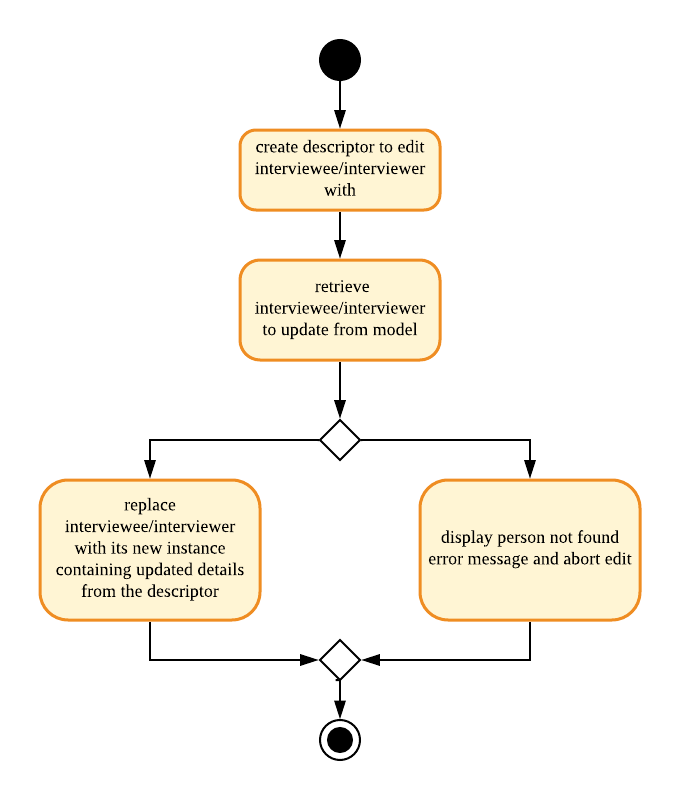 create descriptor to edit
interviewee/interviewer
with
retrieve
interviewee/interviewer
to update from model
replace
interviewee/interviewer
with its new instance
containing updated details
from the descriptor
display person not found
error message and abort edit